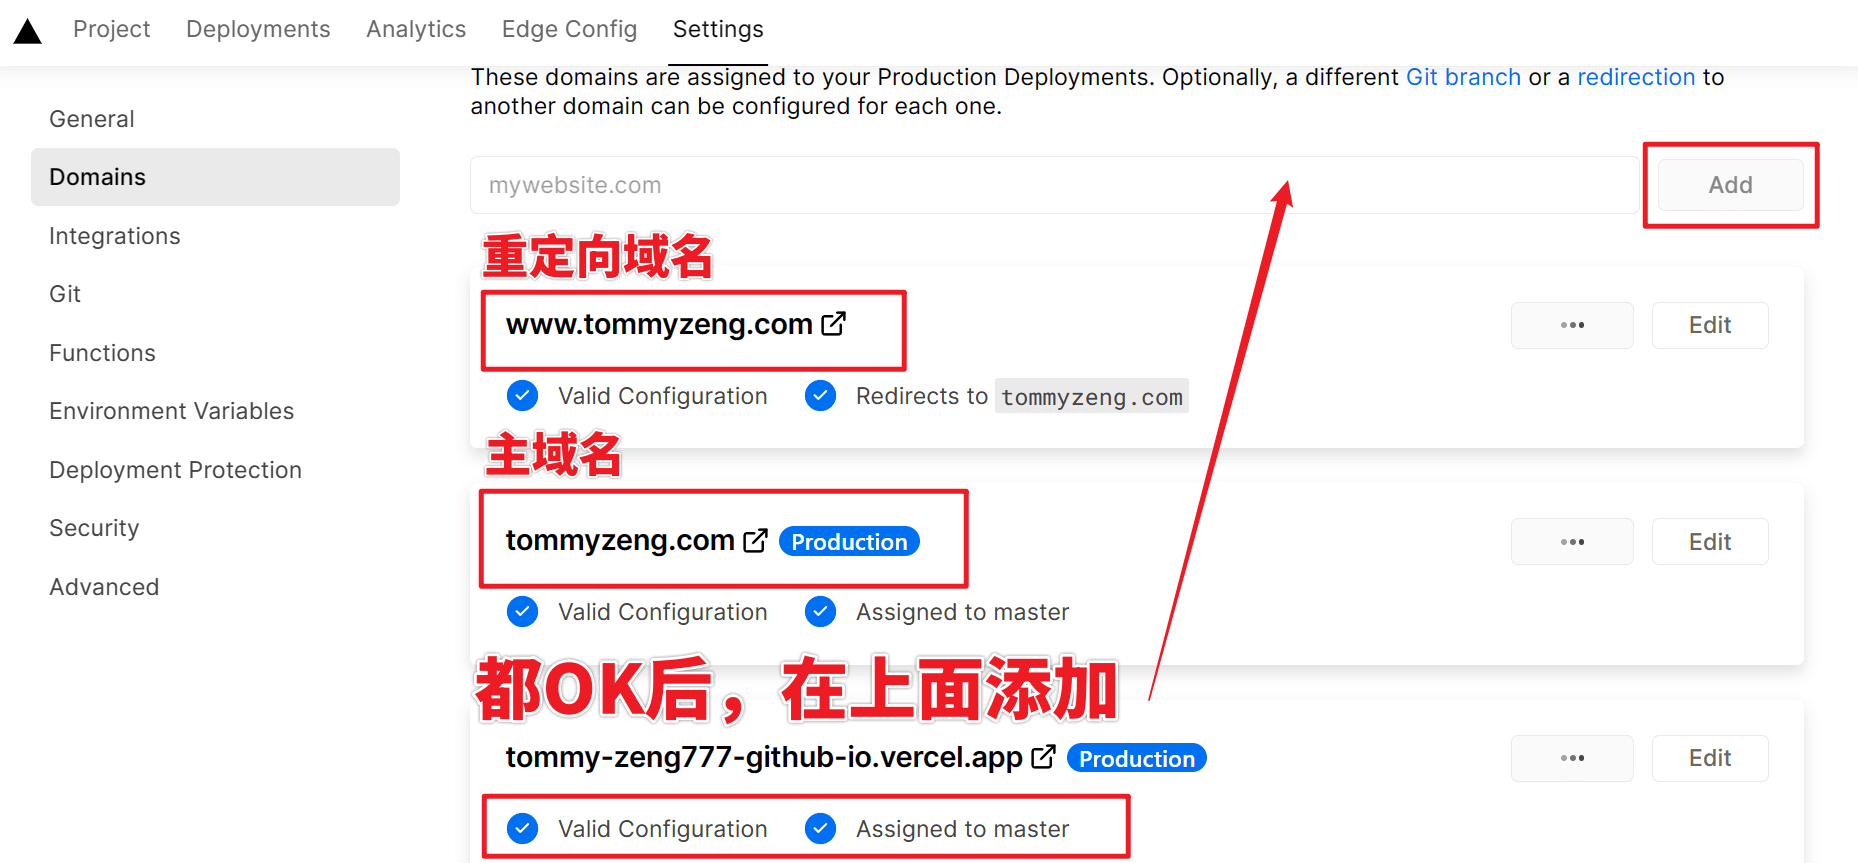 Project Deployments Analytics Edge Config Settings
These domains are assigned to your Production Deployments. Optionally, a different Git branch or a redirection to
another domain can be configured for each one.
General
Domains
Integrations
Git
Functions
Environment Variables
Deployment Protection
Security
Advanced
mywebsite.com
Add
重定向域名
www.tommyzeng.com
Edit
Valid Configuration Redirects to tommyzeng.com
主域名
tommyzeng.com Production
Edit
Valid Configuration Assigned to master
都OK后，在上面添加
tommy-zeng777-github-io.vercel.app Production
Edit
Valid Configuration Assigned to master